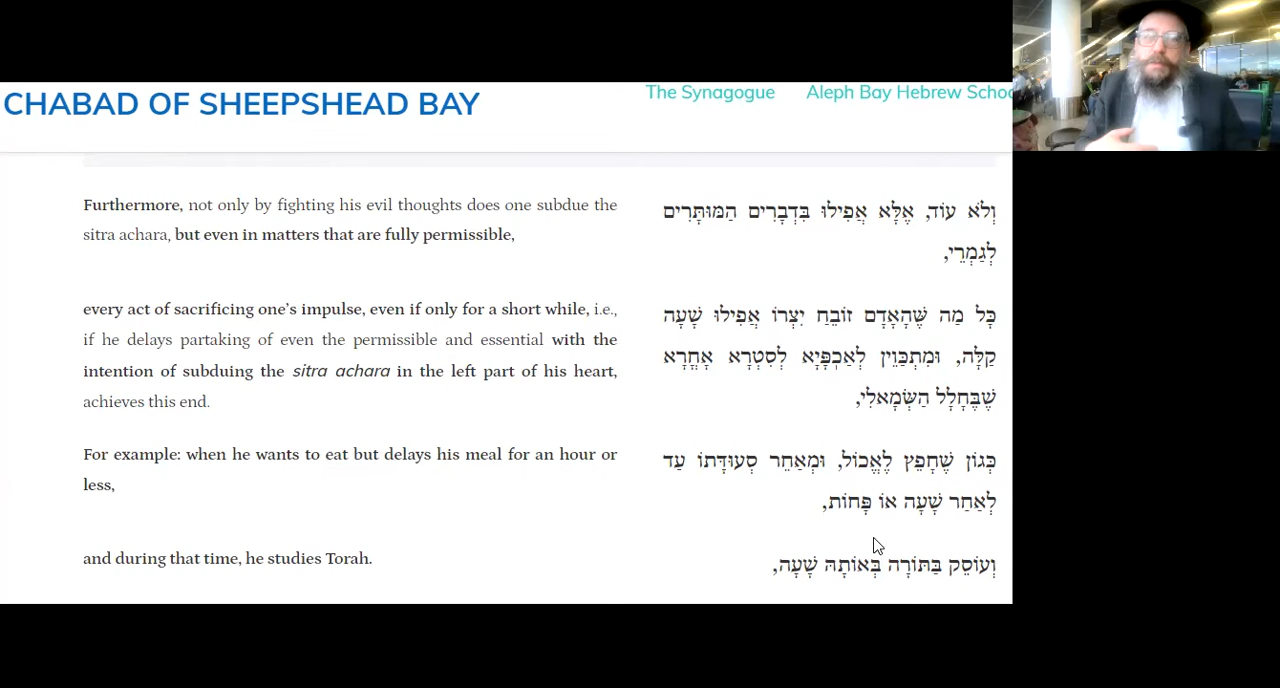 CHABAD OF SHEEPSHEAD BAY
The Synagogue
Aleph Bay Hebrew
Furthermore, not only by fighting his evil thoughts does one subdue the
sitra achara, but even in matters that are fully permissible,
וְלֹא עוֹד, אֶלָּא אֲפִילוּ בִּדְבָרִים הַמּוּתָּרִים
לְגַמְרֵי,
every act of sacrificing one’s impulse, even if only for a short while, i.e.,
if he delays partaking of even the permissible and essential with the
intention of subduing the sitra achara in the left part of his heart,
achieves this end.
כָּל מַה שֶּׁהָאָדָם זוֹבֵחַ יִצְרוֹ אֲפִילוּ שָׁעָה
קַלָּה, וּמִתְכַּוֵּין לְאַכְפָּיָא לְסִטְרָא אָחֳרָא
שֶׁבֶּחָלָל הַשְּׂמָאלִי,
For example: when he wants to eat but delays his meal for an hour or
less,
כְּגוֹן שֶׁחָפֵץ לֶאֱכוֹל, וּמְאַחֵר סְעוּדָּתוֹ עַד
לְאַחַר שָׁעָה אוֹ פָּחוֹת,
and during that time, he studies Torah.
וְעוֹסֵק בַּתּוֹרָה בְּאוֹתָהּ שָׁעָה,